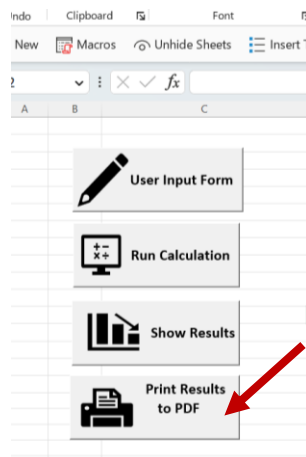 Undo Clipboard Font
New Macros Unhide Sheets Insert
fx
A B C
User Input Form
Run Calculation
Show Results
Print Results
to PDF